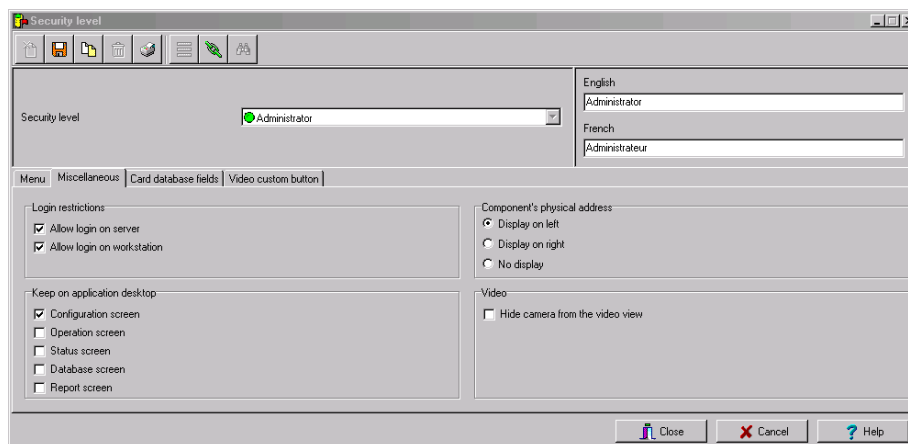 Security level
English
Administrator
Security level
Administrator
French
Administrateur
Menu
Miscellaneous
Card database fields
Video custom button
Login restrictions
Allow login on server
Allow login on workstation
Component's physical address
Display on left
Display on right
No display
Keep on application desktop
Configuration screen
Operation screen
Status screen
Database screen
Report screen
Video
Hide camera from the video view
Close
Cancel
Help